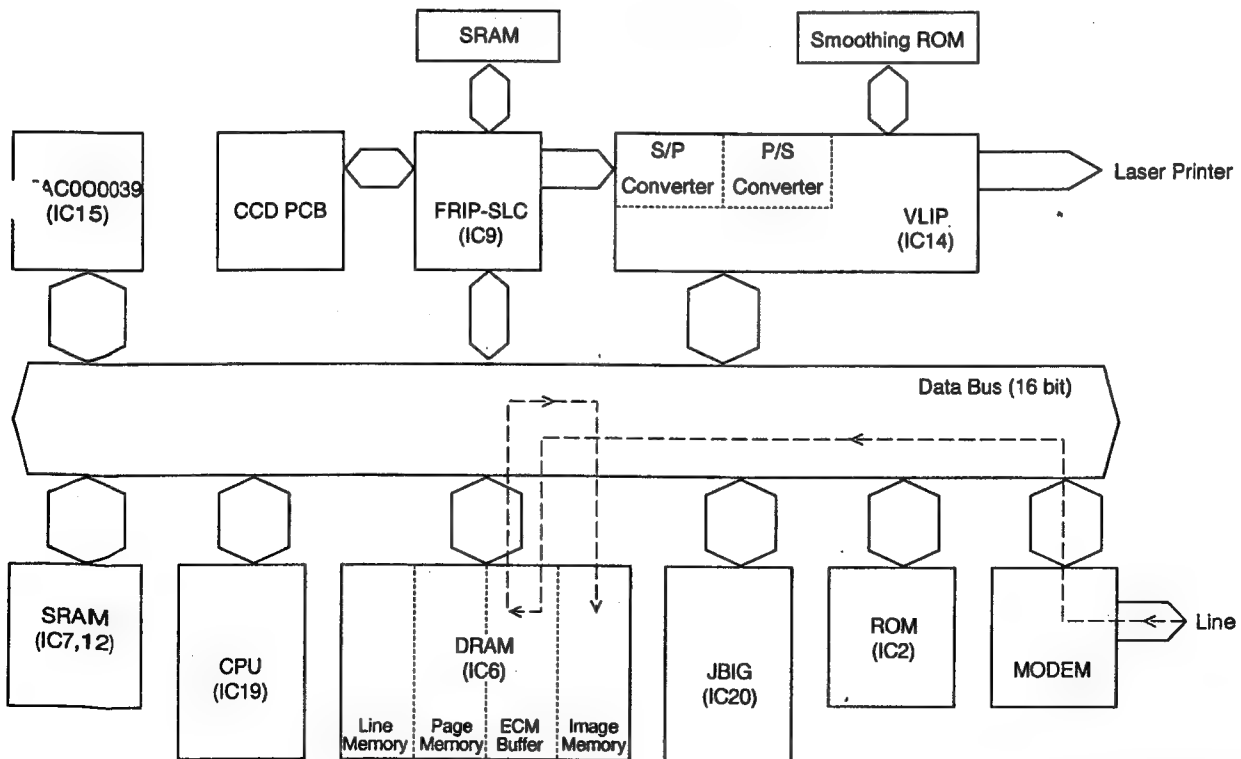 SRAM
Smoothing ROM
AC0O0039
(IC15)
CCD PCB
FRIP-SLC
(IC9)
S/P
Converter
P/S
Converter
VLIP
(IC14)
Laser Printer
Data Bus (16 bit)
SRAM
(IC7,12)
CPU
(IC19)
DRAM
(IC6)
Line
Memory
Page
Memory
ECM
Buffer
Image
Memory
JBIG
(IC20)
ROM
(IC2)
MODEM
Line